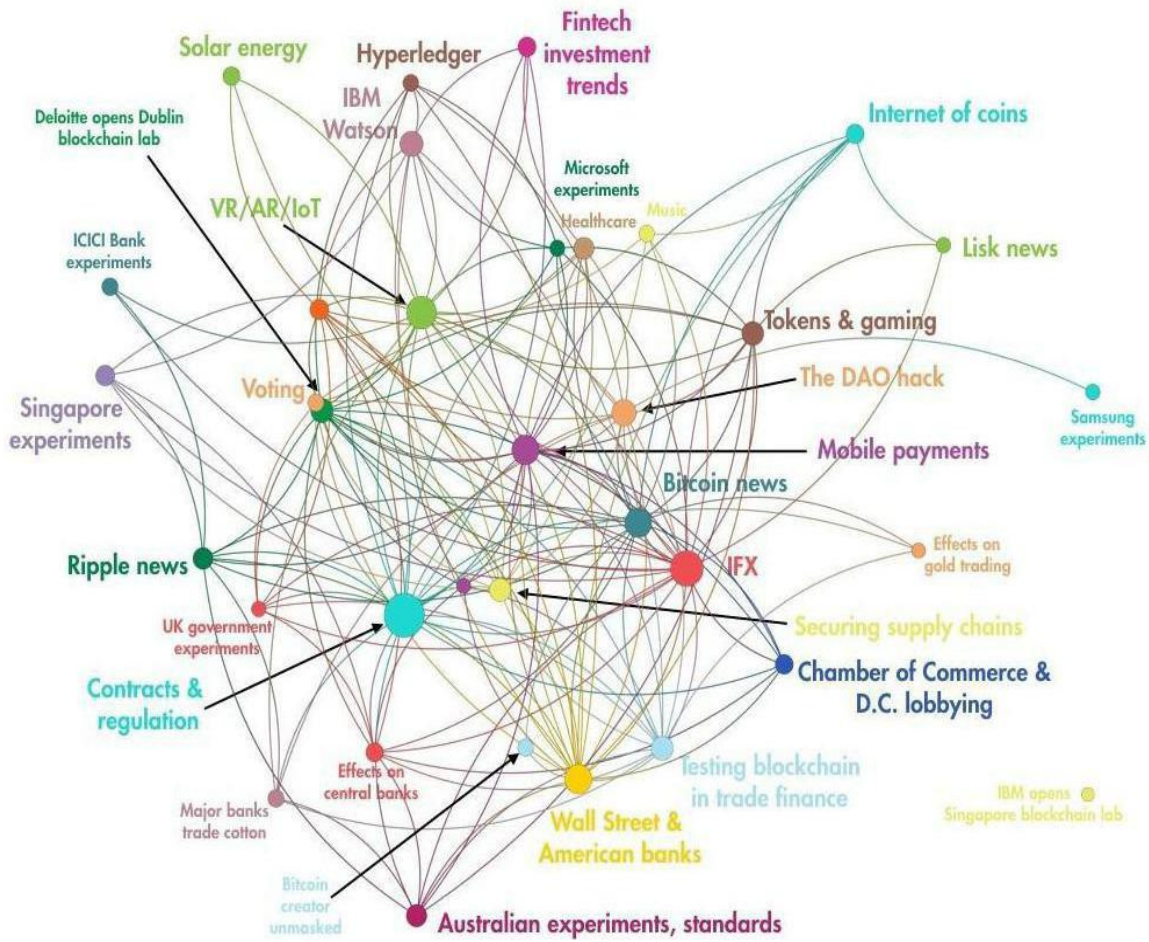 Fintech
investment
trends
Solar energy
Hyperledger
IBM
Watson
Deloitte opens Dublin
blockchain lab
Internet of coins
Microsoft
experiments
VR/AR/IoT
Healthcare
Music
ICICI Bank
experiments
Lisk news
Tokens & gaming
Voting
The DAO hack
Singapore
experiments
Samsung
experiments
Mobile payments
Bitcoin news
Ripple news
IFX
Effects on
gold trading
UK government
experiments
Securing supply chains
Contracts &
regulation
Chamber of Commerce &
D.C. lobbying
Effects on
central banks
Testing blockchain
in trade finance
IBM opens
Singapore blockchain lab
Major banks
trade cotton
Wall Street &
American banks
Bitcoin
creator
unmasked
Australian experiments, standards